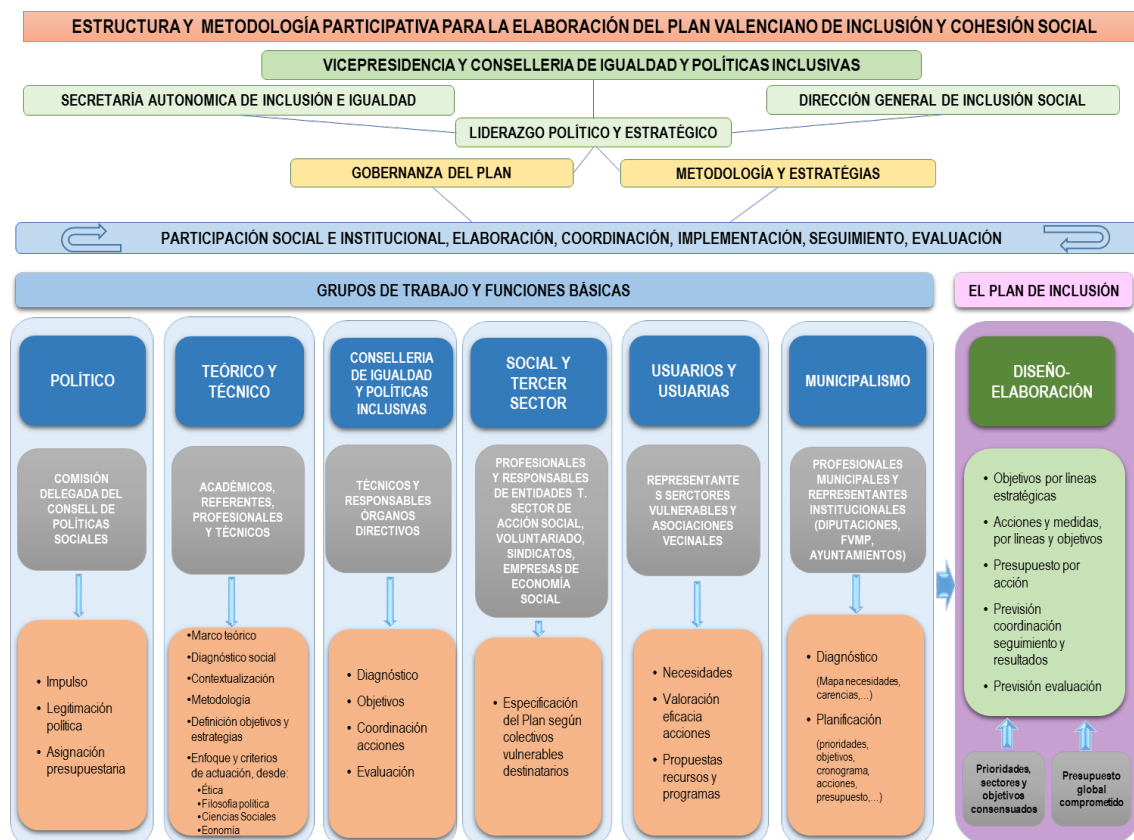 ESTRUCTURA Y METODOLOGÍA PARTICIPATIVA PARA LA ELABORACIÓN DEL PLAN VALENCIANO DE INCLUSIÓN Y COHESIÓN SOCIAL
VICEPRESIDENCIA Y CONSELLERIA DE IGUALDAD Y POLÍTICAS INCLUSIVAS
SECRETARÍA AUTONOMICA DE INCLUSIÓN E IGUALDAD
DIRECCIÓN GENERAL DE INCLUSIÓN SOCIAL
LIDERAZGO POLÍTICO Y ESTRATÉGICO
GOBERNANZA DEL PLAN
METODOLOGÍA Y ESTRATÉGIAS
PARTICIPACIÓN SOCIAL E INSTITUCIONAL, ELABORACIÓN, COORDINACIÓN, IMPLEMENTACIÓN, SEGUIMIENTO, EVALUACIÓN
GRUPOS DE TRABAJO Y FUNCIONES BÁSICAS
EL PLAN DE INCLUSIÓN
POLÍTICO
COMISIÓN
DELEGADA DEL
CONSELL DE
POLÍTICAS
SOCIALES
• Impulso
• Legitimación
política
• Asignación
presupuestaria
TEÓRICO Y
TÉCNICO
ACADÉMICOS,
REFERENTES,
PROFESIONALES
Y TÉCNICOS
•Marco teórico
•Diagnóstico social
•Contextualización
•Metodología
•Definición objetivos y
estrategias
•Enfoque y criterios
de actuación, desde:
•Ética
•Filosofía política
•Ciencias Sociales
•Eonomía
CONSELLERIA
DE IGUALDAD
Y POLÍTICAS
INCLUSIVAS
TÉCNICOS Y
RESPONSABLES
ÓRGANOS
DIRECTIVOS
• Diagnóstico
• Objetivos
• Coordinación
acciones
• Evaluación
SOCIAL Y
TERCER
SECTOR
PROFESIONALES
Y RESPONSABLES
DE ENTIDADES T.
SECTOR DE
ACCIÓN SOCIAL,
VOLUNTARIADO,
SINDICATOS,
EMPRESAS DE
ECONOMÍA
SOCIAL
• Especificación
del Plan según
colectivos
vulnerables
destinatarios
USUARIOS Y
USUARIAS
REPRESENTANTE
S SERCTORES
VULNERABLES Y
ASOCIACIONES
VECINALES
• Necesidades
• Valoración
eficacia
acciones
• Propuestas
recursos y
programas
MUNICIPALISMO
PROFESIONALES
MUNICIPALES Y
REPRESENTANTES
INSTITUCIONALES
(DIPUTACIONES,
FVMP,
AYUNTAMIENTOS)
• Diagnóstico
(Mapa necesidades,
carencias,...)
• Planificación
(prioridades,
objetivos,
cronograma,
acciones,
presupuesto,...)
DISEÑO-
ELABORACIÓN
• Objetivos por líneas
estratégicas
• Acciones y medidas,
por líneas y objetivos
• Presupuesto por
acción
• Previsión
coordinación
seguimiento y
resultados
• Previsión evaluación
Prioridades,
sectores y
objetivos
consensuados
Presupuesto
global
comprometido